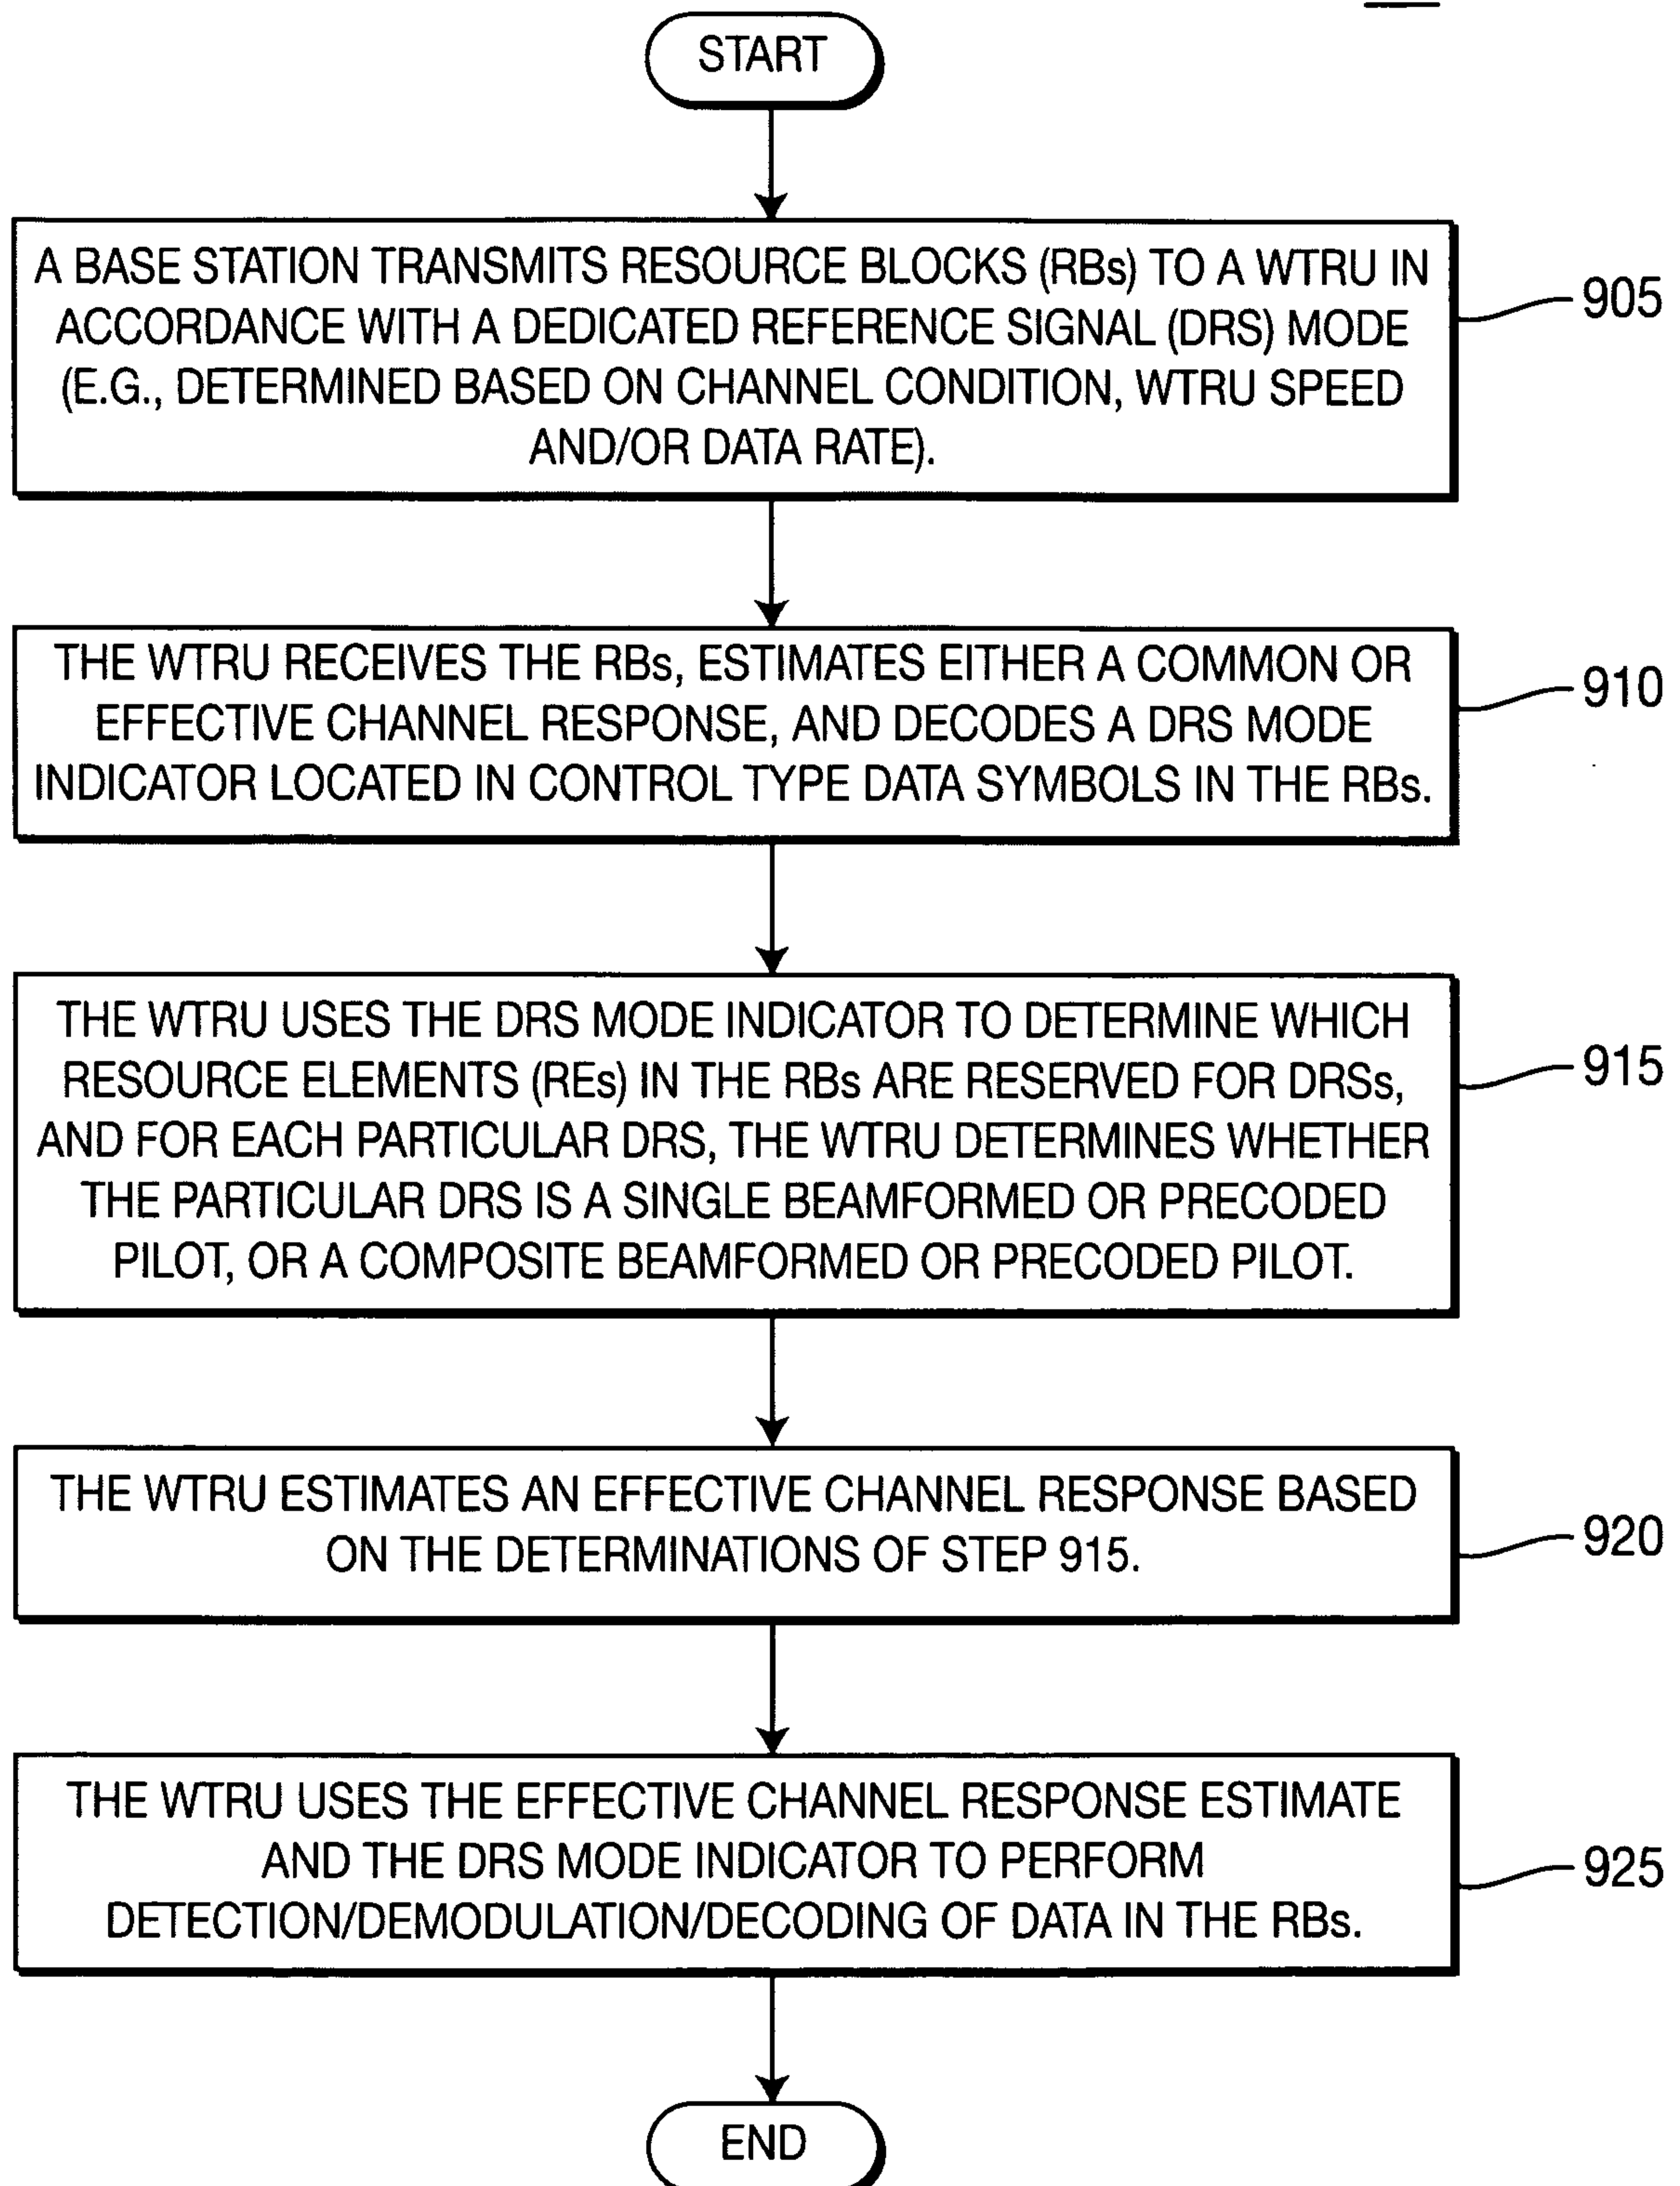 START
A BASE STATION TRANSMITS RESOURCE BLOCKS (RBs) TO A WTRU IN
ACCORDANCE WITH A DEDICATED REFERENCE SIGNAL (DRS) MODE
(E.G., DETERMINED BASED ON CHANNEL CONDITION, WTRU SPEED
AND/OR DATA RATE).
905
THE WTRU RECEIVES THE RBs, ESTIMATES EITHER A COMMON OR
EFFECTIVE CHANNEL RESPONSE, AND DECODES A DRS MODE
INDICATOR LOCATED IN CONTROL TYPE DATA SYMBOLS IN THE RBs.
910
THE WTRU USES THE DRS MODE INDICATOR TO DETERMINE WHICH
RESOURCE ELEMENTS (REs) IN THE RBs ARE RESERVED FOR DRSs,
AND FOR EACH PARTICULAR DRS, THE WTRU DETERMINES WHETHER
THE PARTICULAR DRS IS A SINGLE BEAMFORMED OR PRECODED
PILOT, OR A COMPOSITE BEAMFORMED OR PRECODED PILOT.
915
THE WTRU ESTIMATES AN EFFECTIVE CHANNEL RESPONSE BASED
ON THE DETERMINATIONS OF STEP 915.
920
THE WTRU USES THE EFFECTIVE CHANNEL RESPONSE ESTIMATE
AND THE DRS MODE INDICATOR TO PERFORM
DETECTION/DEMODULATION/DECODING OF DATA IN THE RBs.
925
END